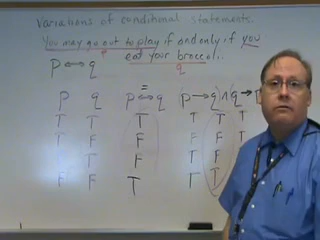 Variations of conditional statements.
You may go out to play if and only if you
p
p ↔ q eat your broccoli.
q
=
p q p ↔ q p → q ∧ q →
T T T T T T
T F F F F T
F T F F
F F T T T